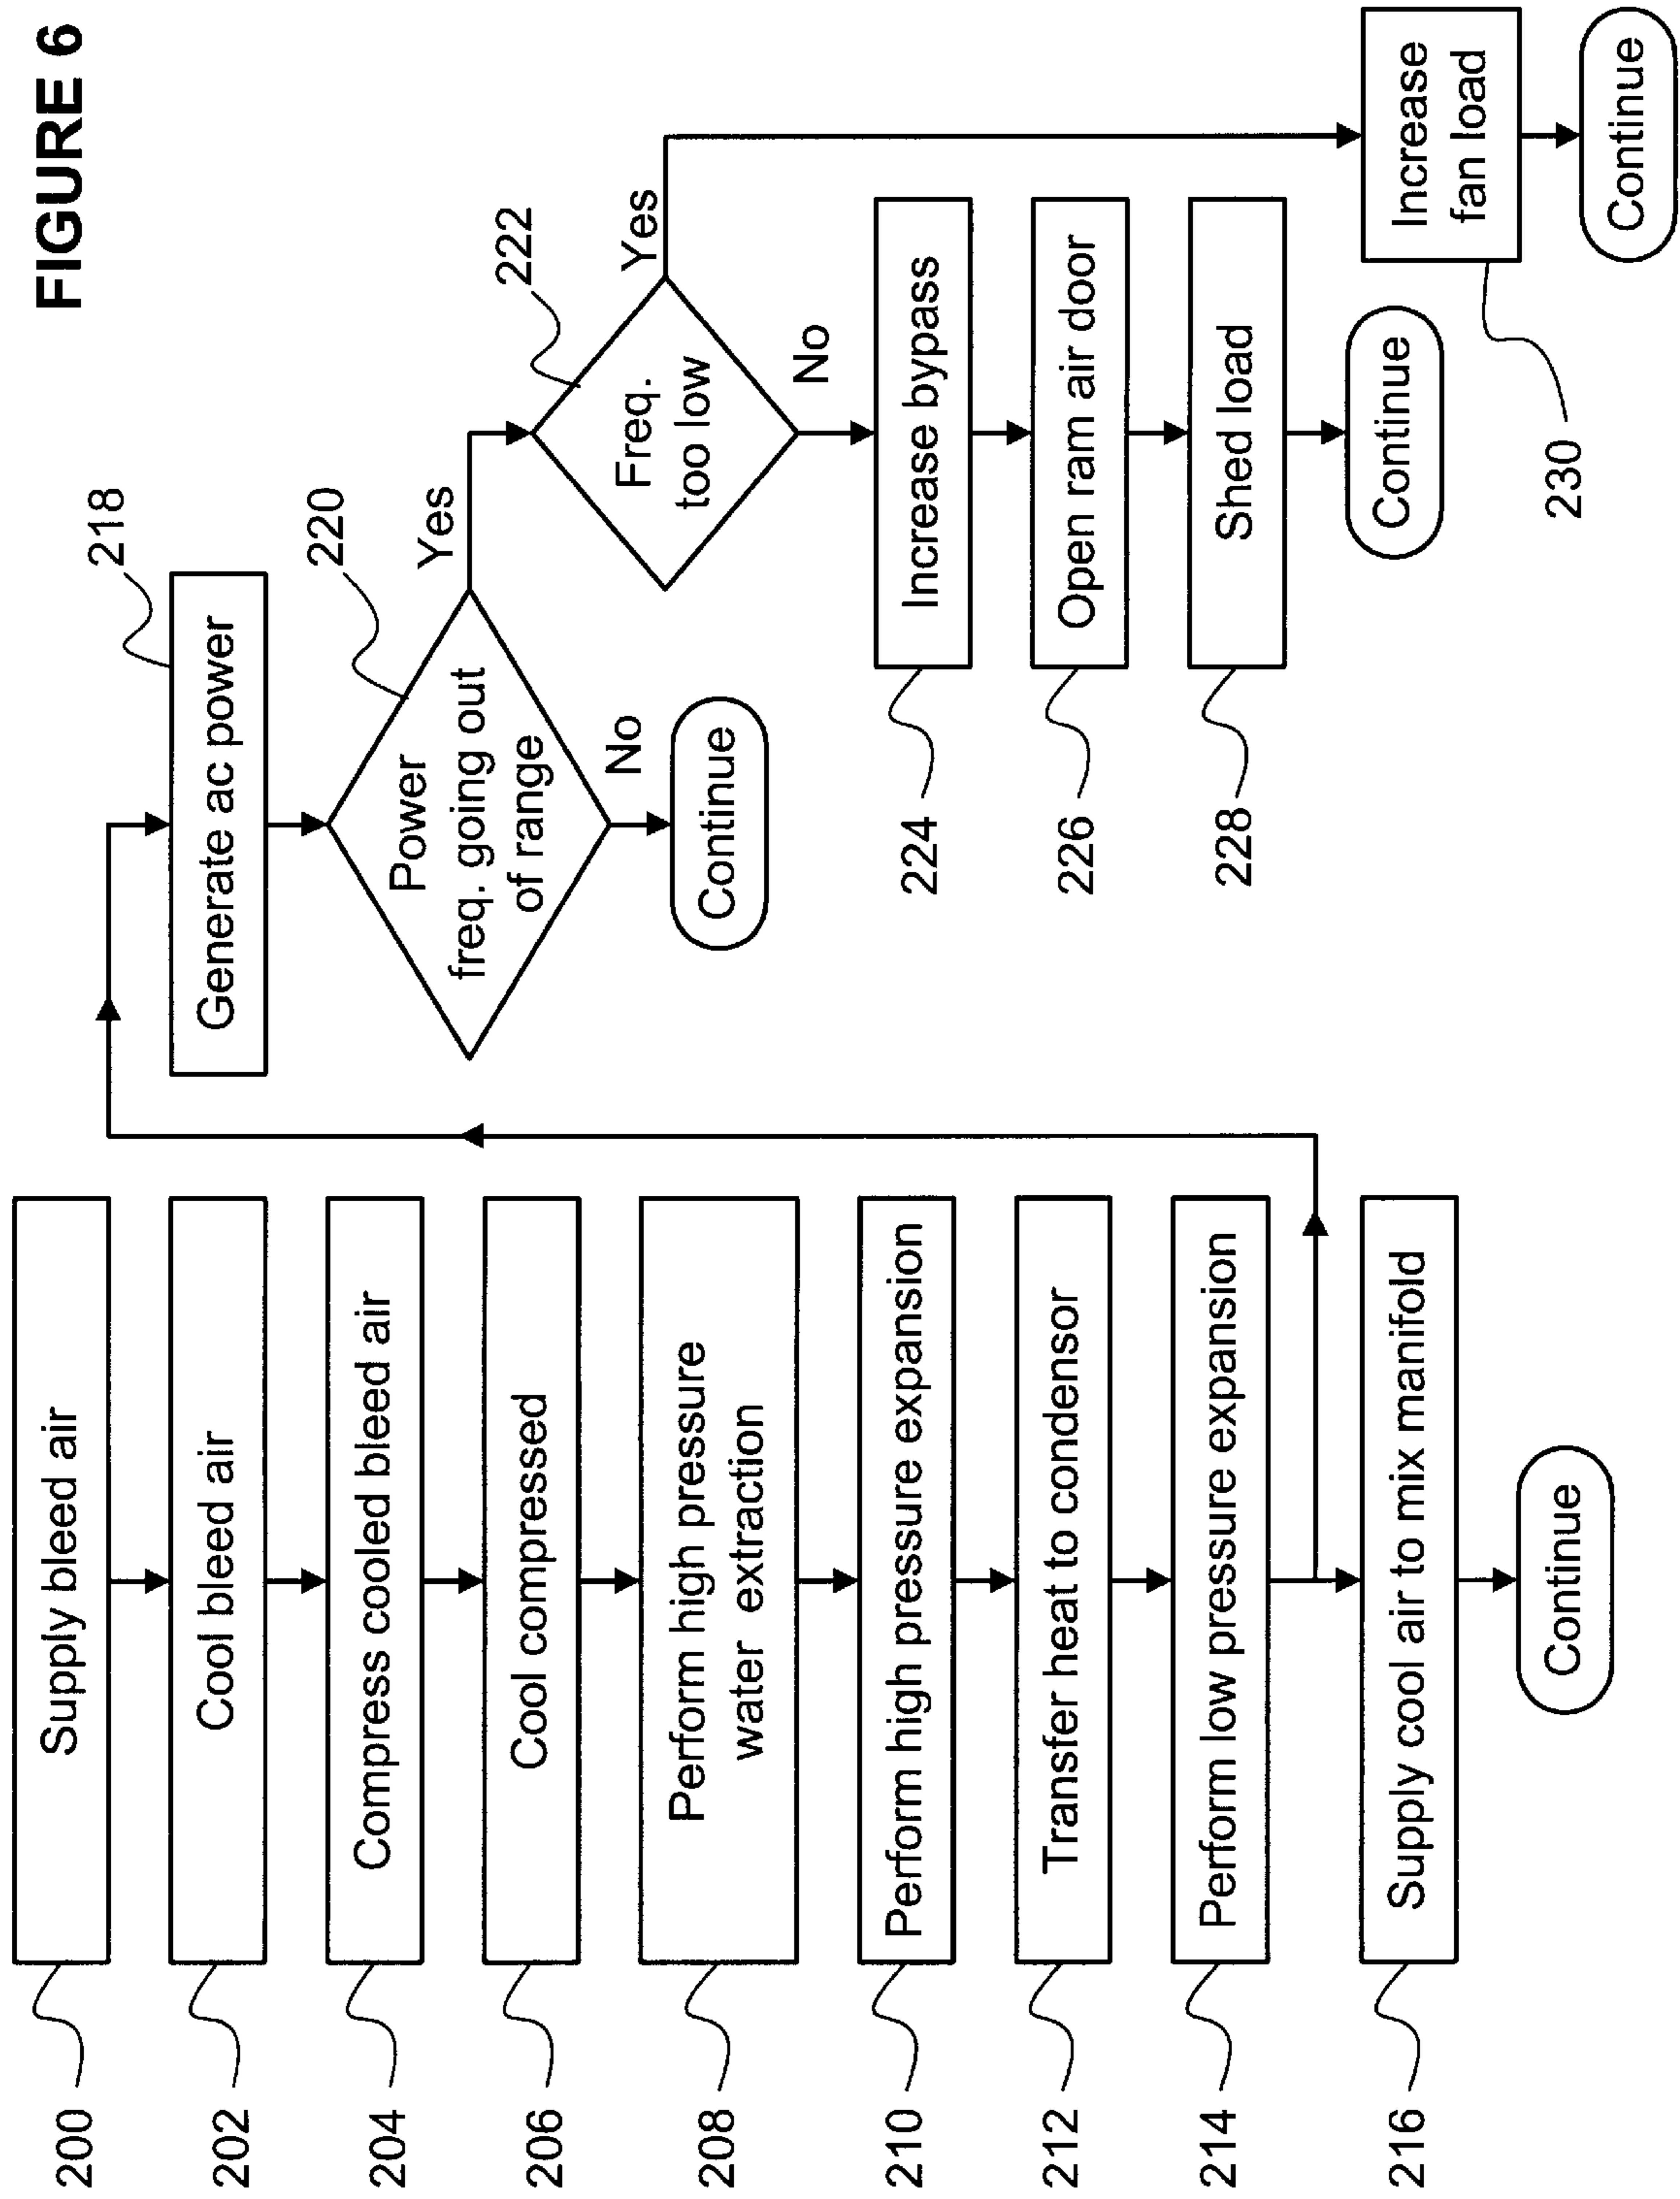 FIGURE 6
200
Supply bleed air
202
Cool bleed air
204
Compress cooled bleed air
206
Cool compressed
208
Perform high pressure
water extraction
210
Perform high pressure expansion
212
Transfer heat to condensor
214
Perform low pressure expansion
216
Supply cool air to mix manifold
Continue
218
Generate ac power
220
Power
freq. going out
of range
Yes
No
Continue
222
Freq.
too low
Yes
No
224
Increase bypass
226
Open ram air door
228
Shed load
Continue
230
Increase
fan load
Continue